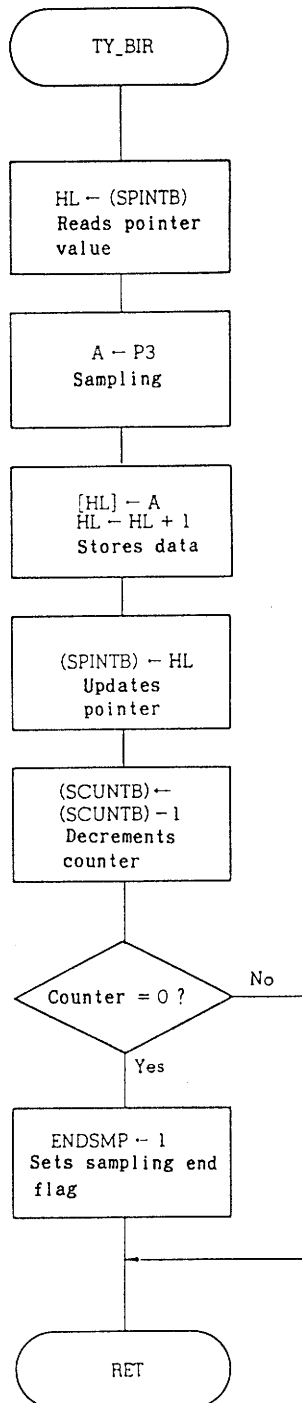 TY_BIR
HL ← (SPINTB)
Reads pointer
value
A ← P3
Sampling
[HL] ← A
HL ← HL + 1
Stores data
(SPINTB) ← HL
Updates
pointer
(SCUNTB) ←
(SCUNTB) - 1
Decrements
counter
Counter = 0 ?
No
Yes
ENDSMP ← 1
Sets sampling end
flag
RET